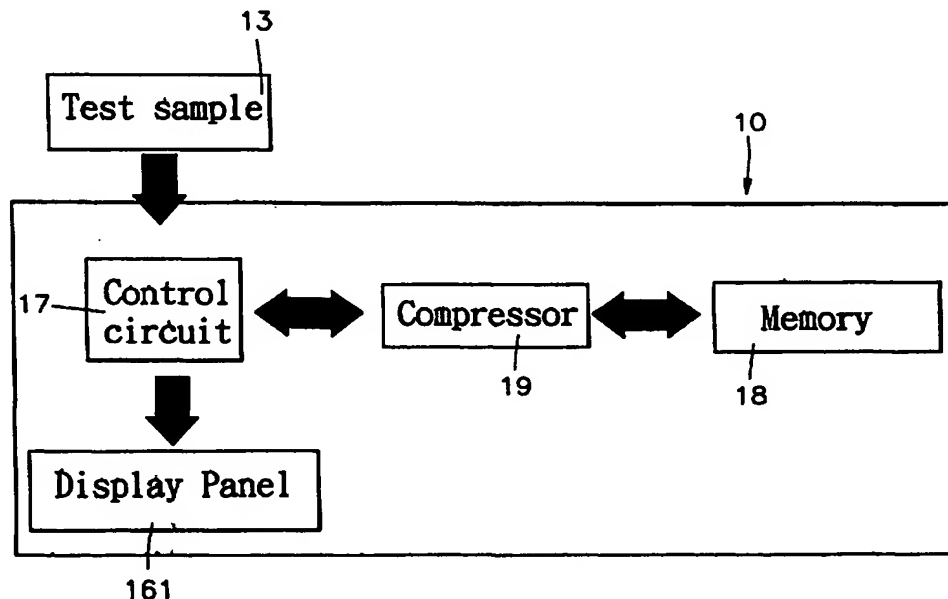 13
Test sample
10
17
Control
circuit
Compressor
19
Memory
18
Display Panel
161